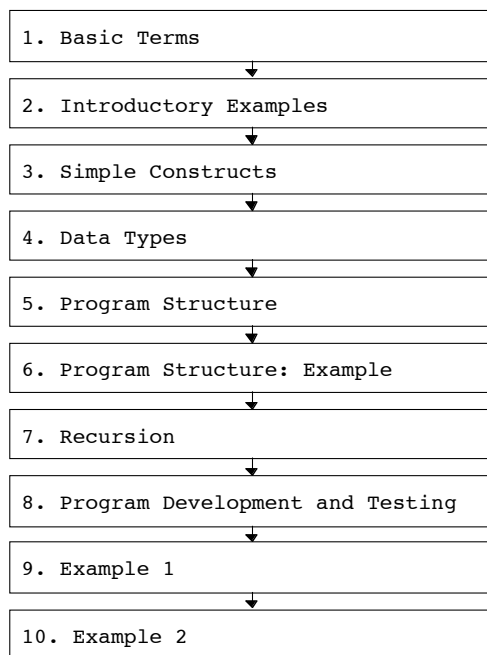 1. Basic Terms
2. Introductory Examples
3. Simple Constructs
4. Data Types
5. Program Structure
6. Program Structure: Example
7. Recursion
8. Program Development and Testing
9. Example 1
10. Example 2